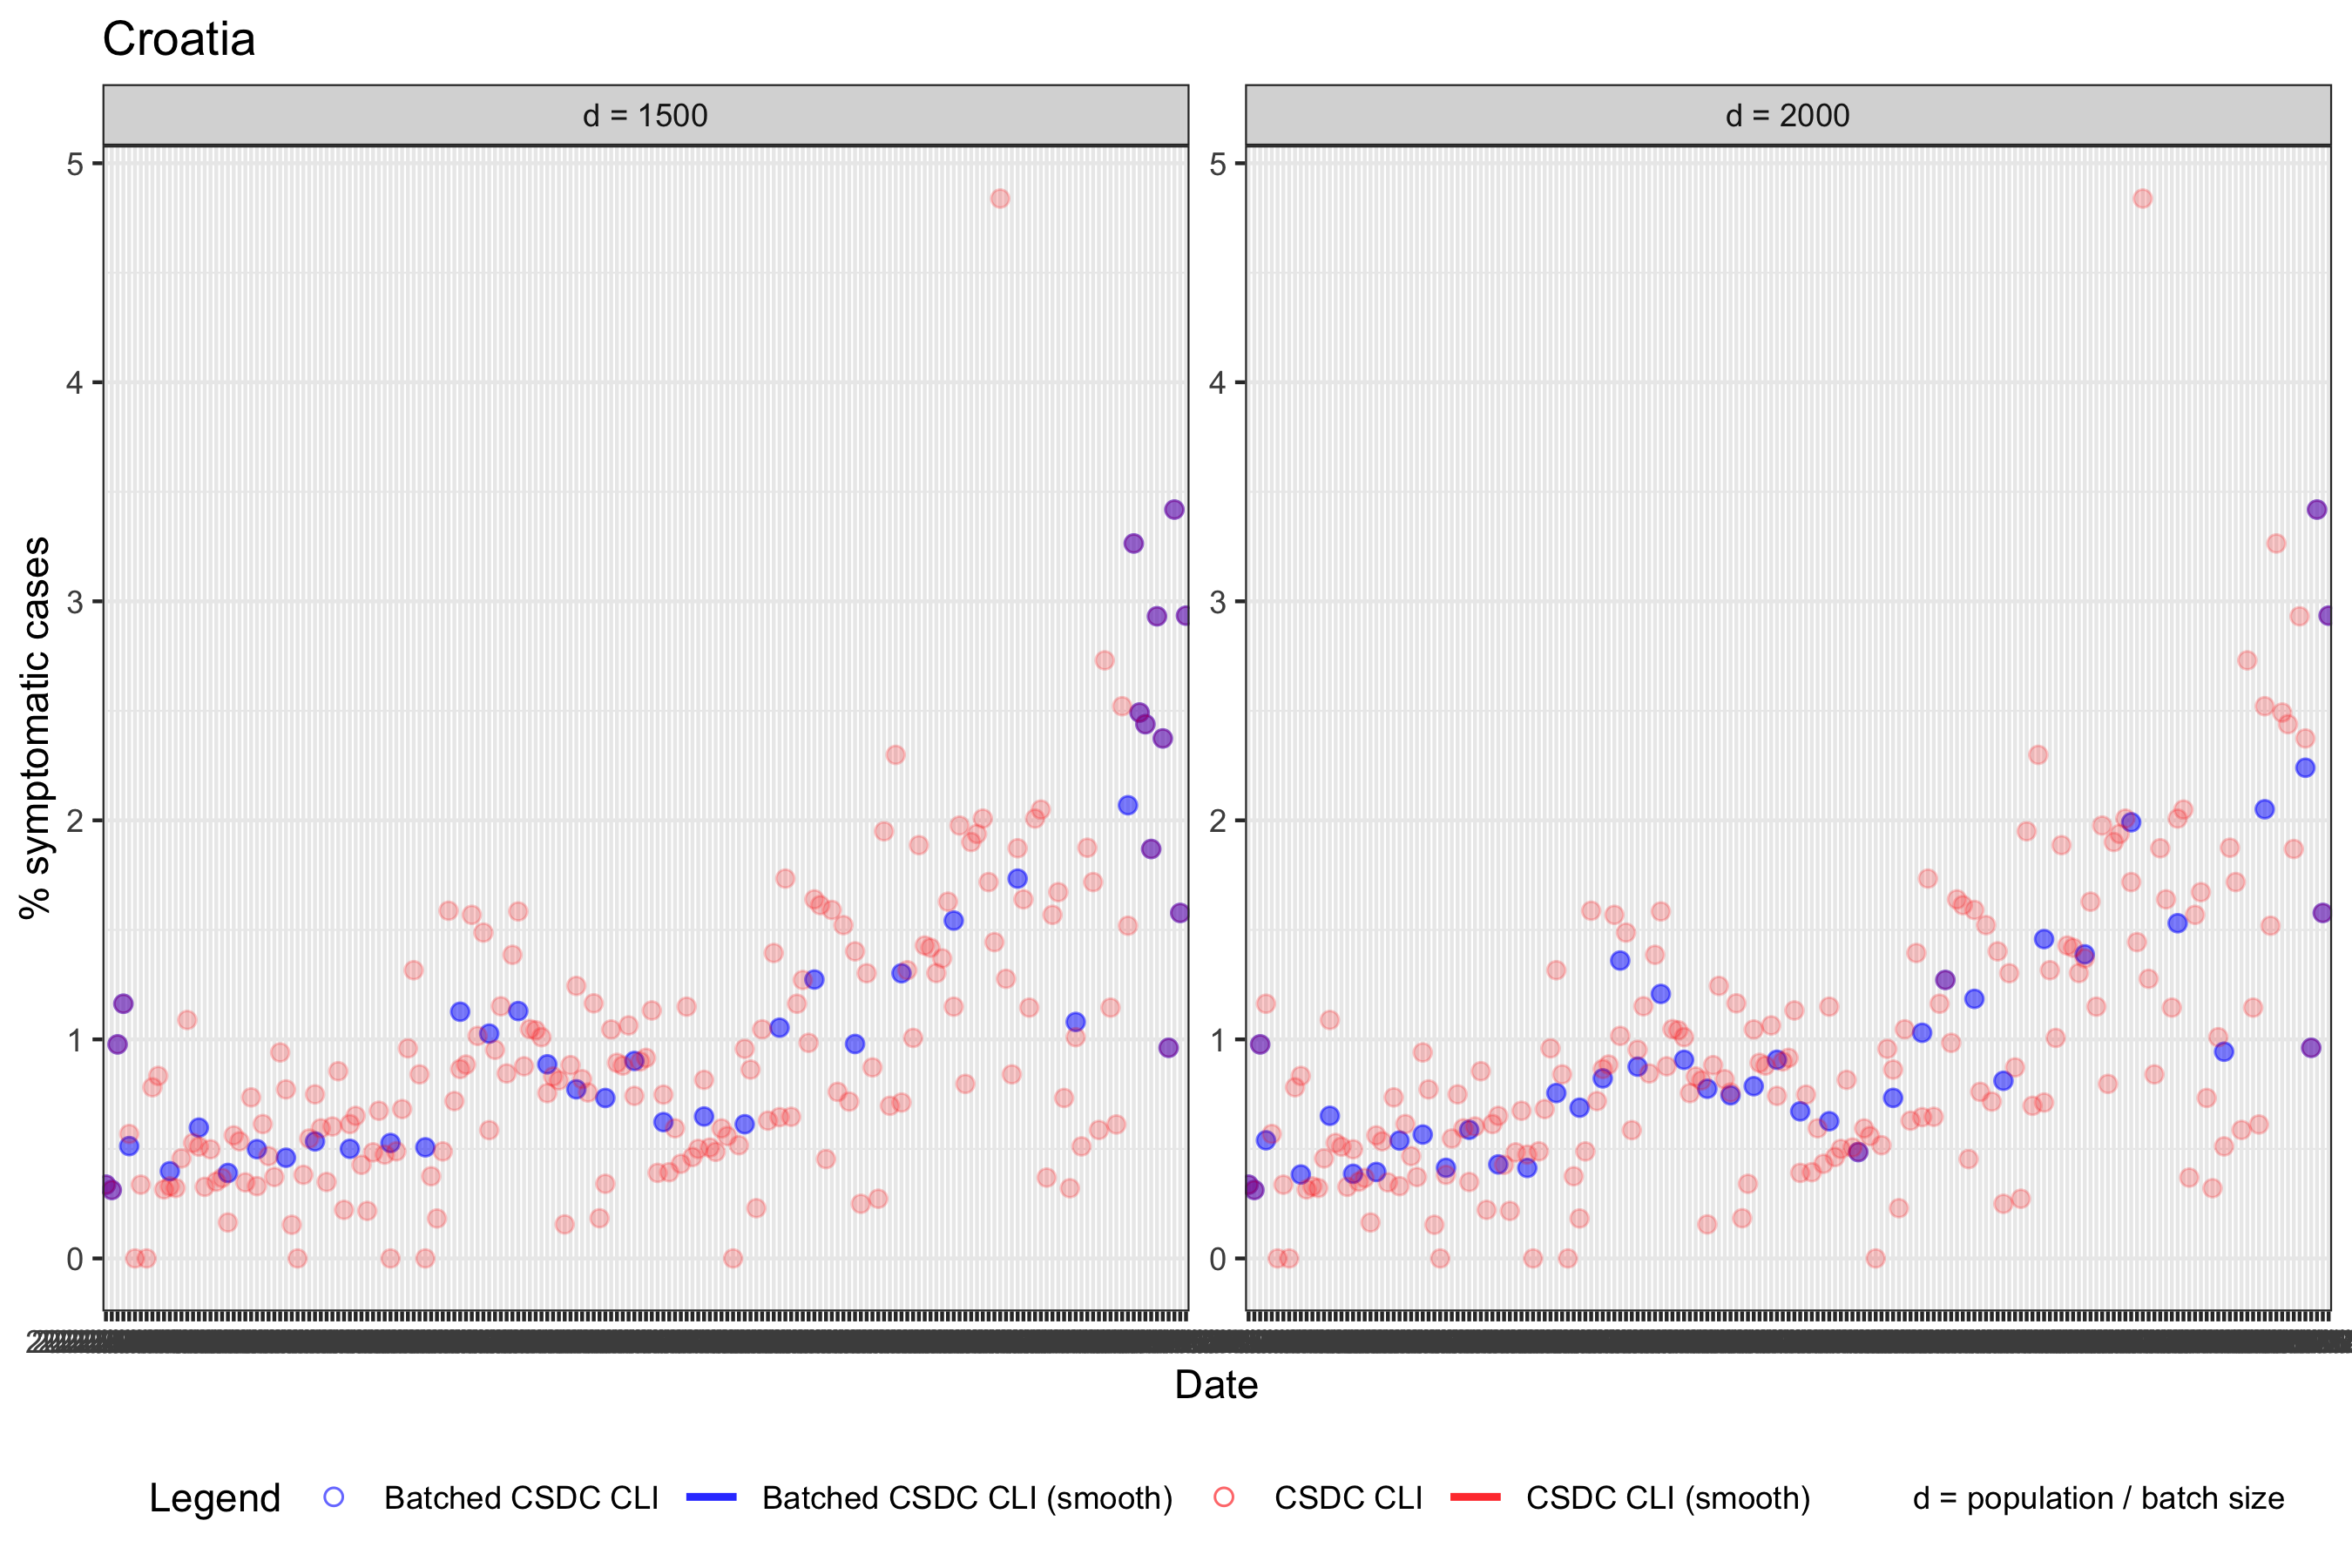 Croatia
d = 1500
d = 2000
% symptomatic cases
5
4
3
2
1
0
5
4
3
2
1
0
Date
Legend
Batched CSDC CLI
Batched CSDC CLI (smooth)
CSDC CLI
CSDC CLI (smooth)
d = population / batch size